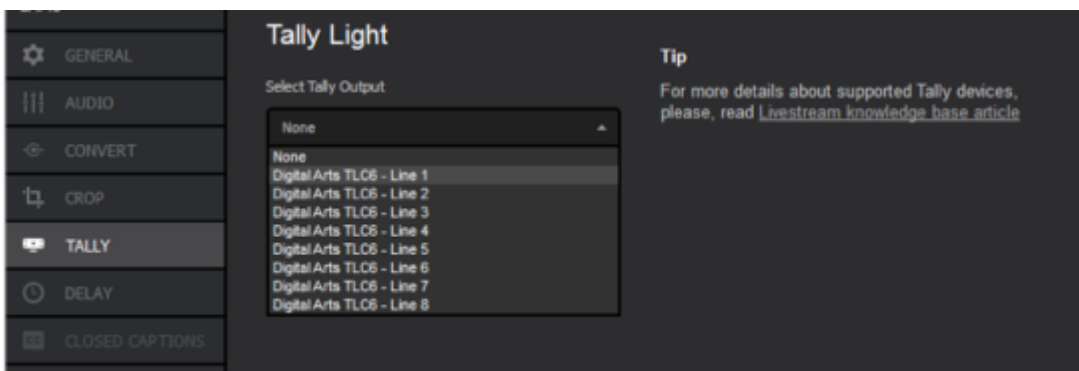 GENERAL
AUDIO
CONVERT
CROP
TALLY
DELAY
CLOSED CAPTIONS
Tally Light
Select Tally Output
None
None
Digital Arts TLC6 - Line 1
Digital Arts TLC6 - Line 2
Digital Arts TLC6 - Line 3
Digital Arts TLC6 - Line 4
Digital Arts TLC6 - Line 5
Digital Arts TLC6 - Line 6
Digital Arts TLC6 - Line 7
Digital Arts TLC6 - Line 8
Tip
For more details about supported Tally devices,
please, read Livestream knowledge base article